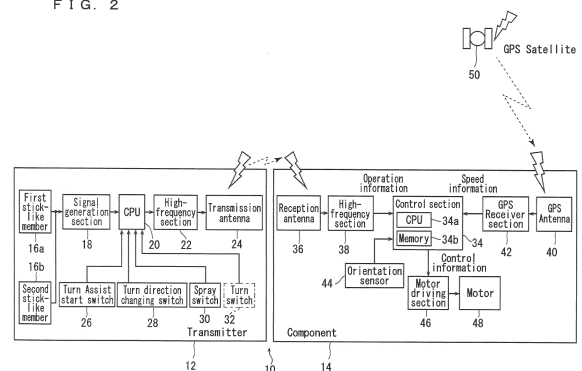 FIG. 2
50
GPS Satellite
First
stick-
like
member
16a
16b
Second
stick-
like
member
Signal
generation
section
18
CPU
20
High-
frequency
section
22
Transmission
antenna
24
Turn Assist
start switch
26
Turn direction
changing switch
28
Spray
switch
30
Turn
switch
32
Transmitter
12
10
Reception
antenna
36
High-
frequency
section
38
Operation
information
Control section
CPU
34a
Memory
34b
34
Speed
information
GPS
Receiver
section
42
GPS
Antenna
40
Orientation
sensor
44
Control
information
Motor
driving
section
46
Motor
48
Component
14